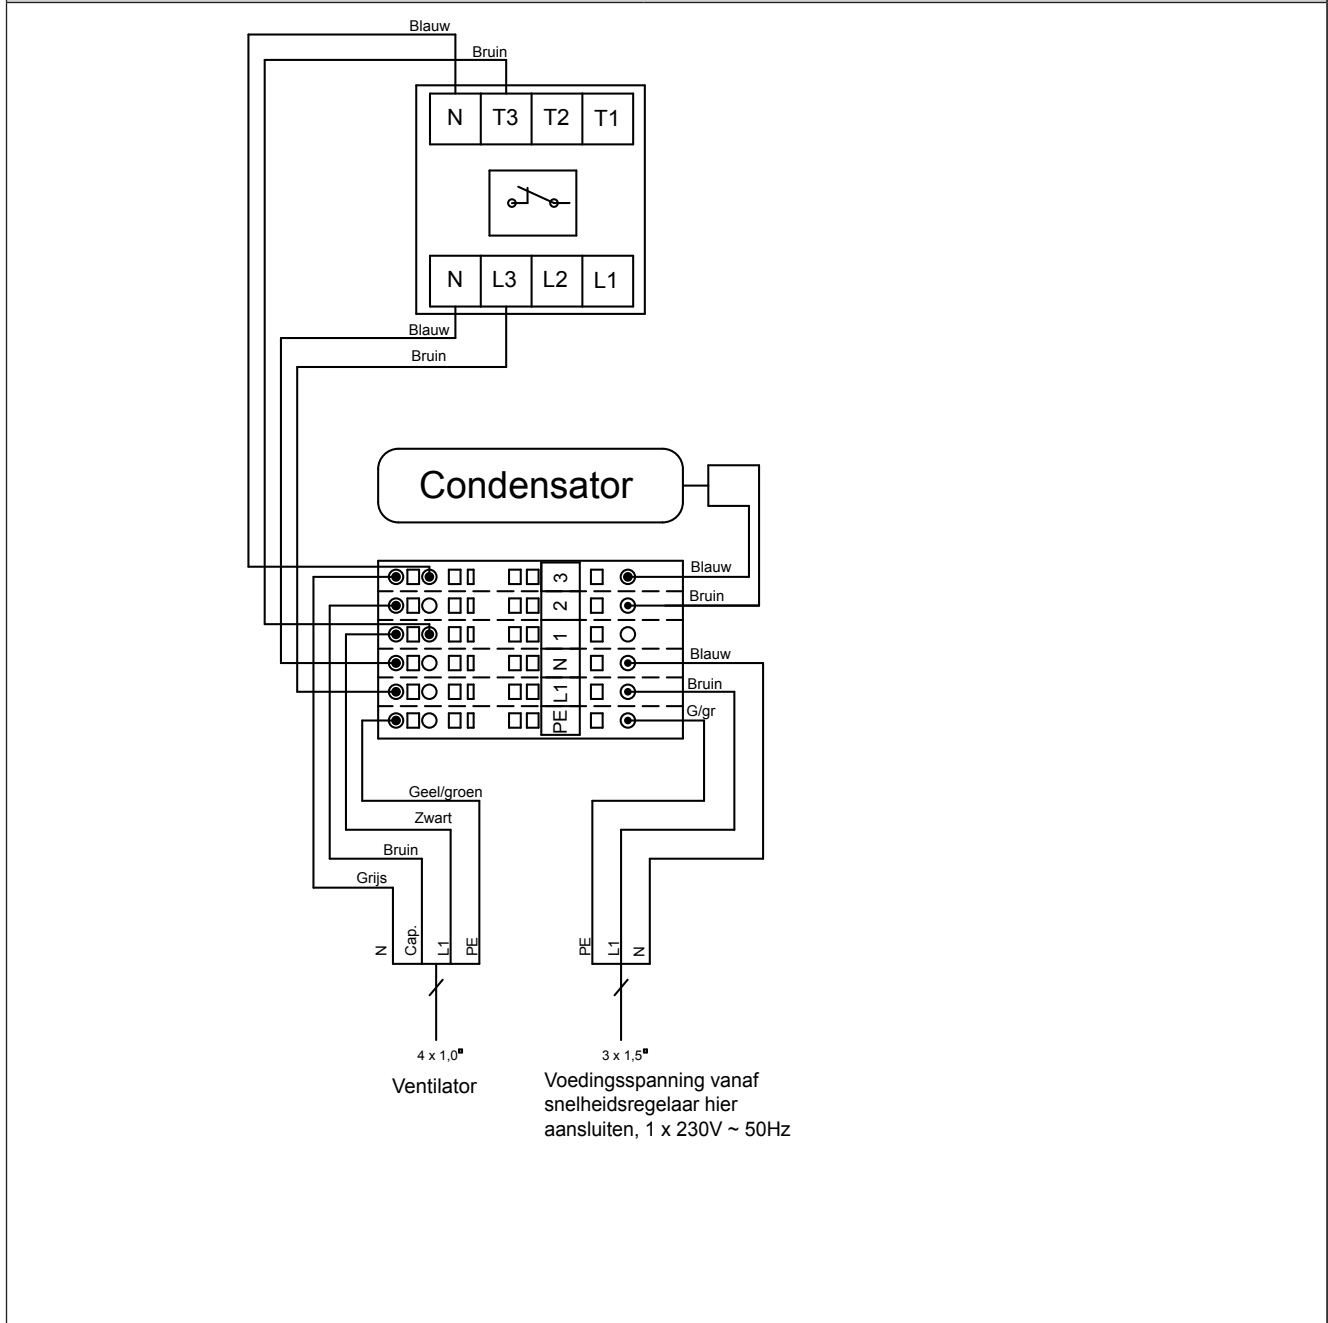 Blauw
Bruin
N T3 T2 T1
N L3 L2 L1
Blauw
Bruin
Condensator
3 Blauw
2 Bruin
1
N Blauw
L1 Bruin
PE G/gr
Geel/groen
Zwart
Bruin
Grijs
N Cap. L1 PE
PE L1 N
4 x 1,0
3 x 1,5
Ventilator
Voedingsspanning vanaf
snelheidsregelaar hier
aansluiten, 1 x 230V ~ 50Hz